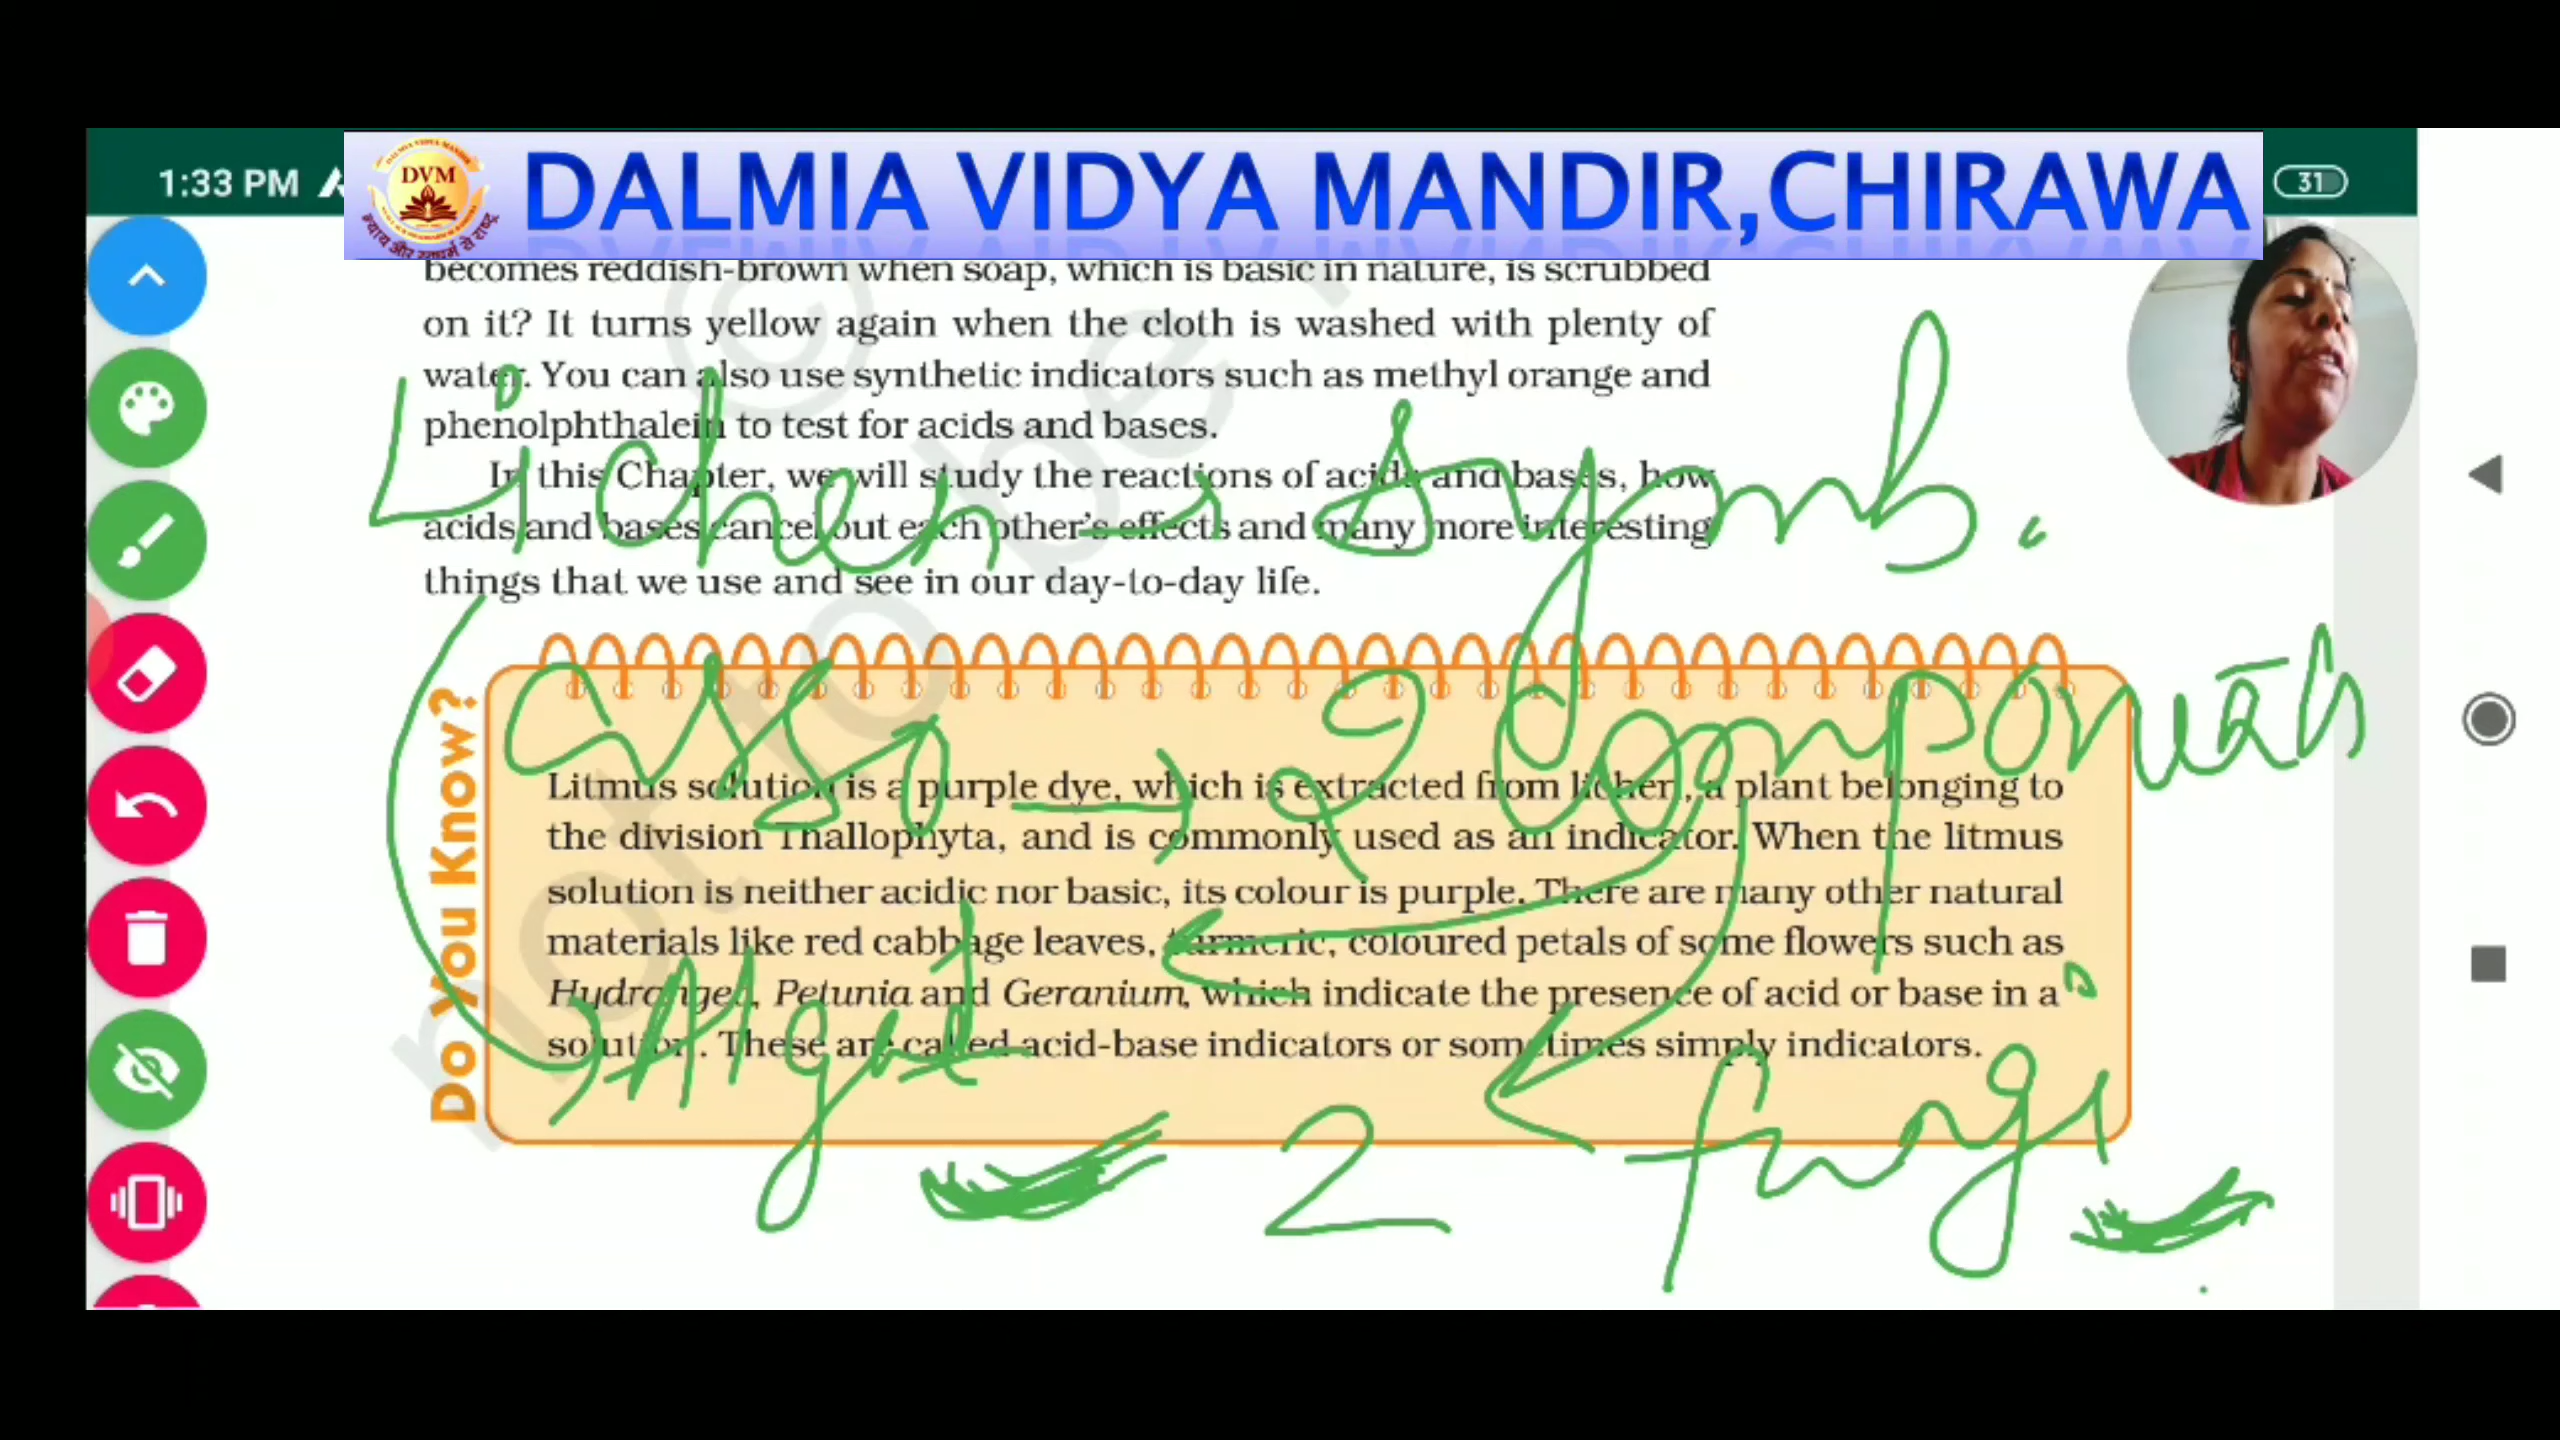 1:33 PM
DVM
DALMIA VIDYA MANDIR,CHIRAWA
31
becomes reddish-brown when soap, which is basic in nature, is scrubbed
on it? It turns yellow again when the cloth is washed with plenty of
water. You can also use synthetic indicators such as methyl orange and
phenolphthalein to test for acids and bases.
In this Chapter, we will study the reactions of acids and bases, how
acids and bases cancel out each other's effects and many more interesting
things that we use and see in our day-to-day life.
Lichen → Symb.
Asso → 2 Components
Do You Know?
Litmus solution is a purple dye, which is extracted from lichen, a plant belonging to
the division Thallophyta, and is commonly used as an indicator. When the litmus
solution is neither acidic nor basic, its colour is purple. There are many other natural
materials like red cabbage leaves, turmeric, coloured petals of some flowers such as
Hydrangea, Petunia and Geranium, which indicate the presence of acid or base in a
solution. These are called acid-base indicators or sometimes simply indicators.
2
fungi
not to be